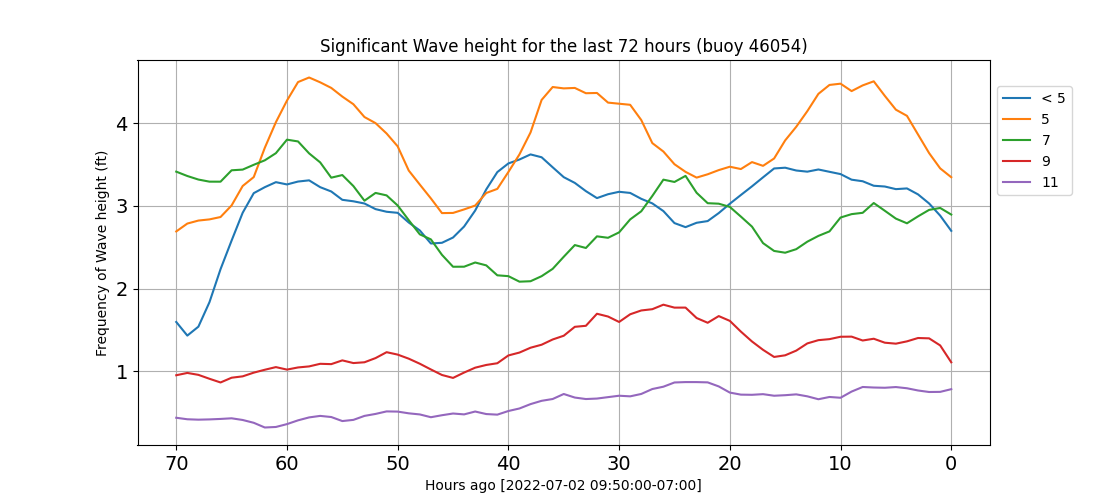 Significant Wave height for the last 72 hours (buoy 46054)
Frequency of Wave height (ft)
4
3
2
1
70 60 50 40 30 20 10 0
Hours ago [2022-07-02 09:50:00-07:00]
< 5
5
7
9
11